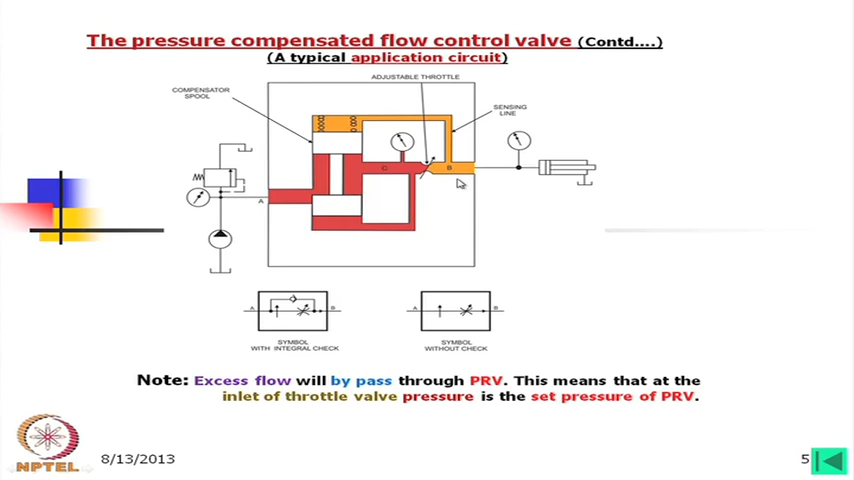 The pressure compensated flow control valve (Contd....)
(A typical application circuit)
ADJUSTABLE THROTTLE
COMPENSATOR
SPOOL
SENSING
LINE
C
B
A
A
B
A
B
SYMBOL
WITH INTEGRAL CHECK
SYMBOL
WITHOUT CHECK
Note: Excess flow will by pass through PRV. This means that at the
inlet of throttle valve pressure is the set pressure of PRV.
NPTEL
8/13/2013
5